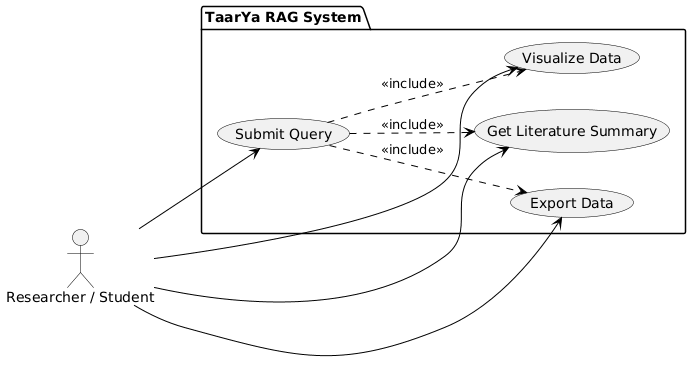 TaarYa RAG System
Visualize Data
«include»
Submit Query
«include»
Get Literature Summary
«include»
Export Data
Researcher / Student